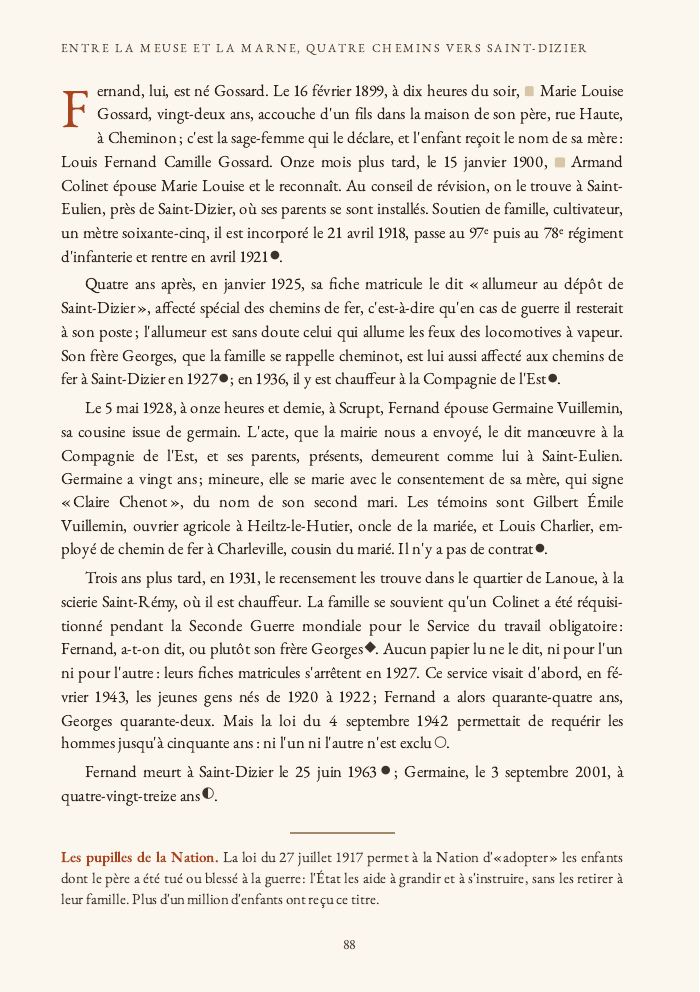 ENTRE LA MEUSE ET LA MARNE, QUATRE CHEMINS VERS SAINT-DIZIER
Fernand, lui, est né Gossard. Le 16 février 1899, à dix heures du soir, Marie Louise
Gossard, vingt-deux ans, accouche d'un fils dans la maison de son père, rue Haute,
à Cheminon ; c'est la sage-femme qui le déclare, et l'enfant reçoit le nom de sa mère :
Louis Fernand Camille Gossard. Onze mois plus tard, le 15 janvier 1900, Armand
Colinet épouse Marie Louise et le reconnaît. Au conseil de révision, on le trouve à Saint-
Eulien, près de Saint-Dizier, où ses parents se sont installés. Soutien de famille, cultivateur,
un mètre soixante-cinq, il est incorporé le 21 avril 1918, passe au 97e puis au 78e régiment
d'infanterie et rentre en avril 1921●.
Quatre ans après, en janvier 1925, sa fiche matricule le dit « allumeur au dépôt de
Saint-Dizier », affecté spécial des chemins de fer, c'est-à-dire qu'en cas de guerre il resterait
à son poste ; l'allumeur est sans doute celui qui allume les feux des locomotives à vapeur.
Son frère Georges, que la famille se rappelle cheminot, est lui aussi affecté aux chemins de
fer à Saint-Dizier en 1927● ; en 1936, il y est chauffeur à la Compagnie de l'Est●.
Le 5 mai 1928, à onze heures et demie, à Scrupt, Fernand épouse Germaine Vuillemin,
sa cousine issue de germain. L'acte, que la mairie nous a envoyé, le dit manœuvre à la
Compagnie de l'Est, et ses parents, présents, demeurent comme lui à Saint-Eulien.
Germaine a vingt ans ; mineure, elle se marie avec le consentement de sa mère, qui signe
« Claire Chenot », du nom de son second mari. Les témoins sont Gilbert Émile
Vuillemin, ouvrier agricole à Heiltz-le-Hutier, oncle de la mariée, et Louis Charlier, em-
ployé de chemin de fer à Charleville, cousin du marié. Il n'y a pas de contrat●.
Trois ans plus tard, en 1931, le recensement les trouve dans le quartier de Lanoue, à la
scierie Saint-Rémy, où il est chauffeur. La famille se souvient qu'un Colinet a été réquisi-
tionné pendant la Seconde Guerre mondiale pour le Service du travail obligatoire :
Fernand, a-t-on dit, ou plutôt son frère Georges◆. Aucun papier lu ne le dit, ni pour l'un
ni pour l'autre : leurs fiches matricules s'arrêtent en 1927. Ce service visait d'abord, en fé-
vrier 1943, les jeunes gens nés de 1920 à 1922 ; Fernand a alors quarante-quatre ans,
Georges quarante-deux. Mais la loi du 4 septembre 1942 permettait de requérir les
hommes jusqu'à cinquante ans : ni l'un ni l'autre n'est exclu○.
Fernand meurt à Saint-Dizier le 25 juin 1963● ; Germaine, le 3 septembre 2001, à
quatre-vingt-treize ans◐.
Les pupilles de la Nation. La loi du 27 juillet 1917 permet à la Nation d'« adopter » les enfants
dont le père a été tué ou blessé à la guerre : l'État les aide à grandir et à s'instruire, sans les retirer à
leur famille. Plus d'un million d'enfants ont reçu ce titre.
88